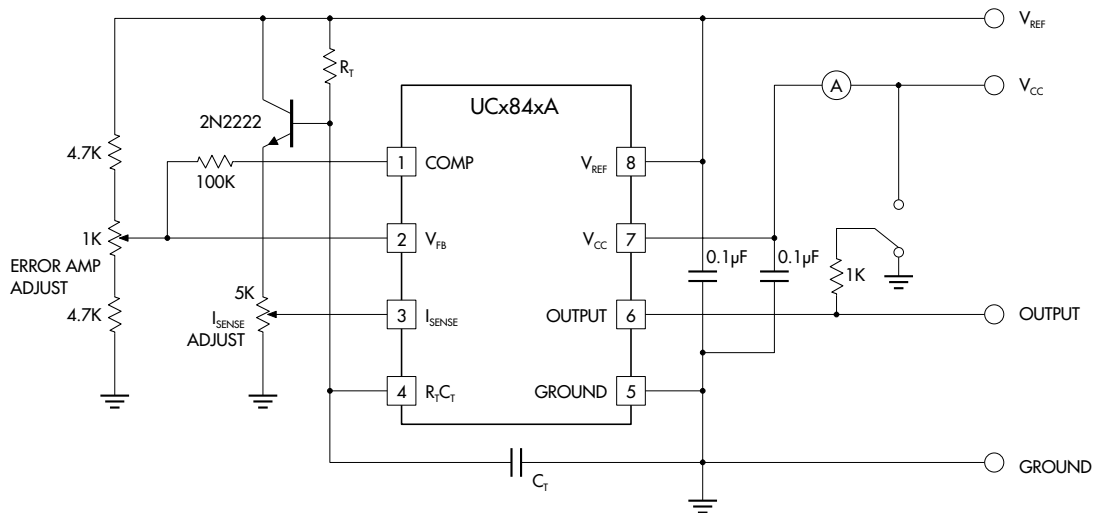 V_REF
R_T
A
V_CC
UCx84xA
2N2222
4.7K
100K
1
COMP
V_REF
8
1K
ERROR AMP
ADJUST
2
V_FB
V_CC
7
0.1µF
0.1µF
1K
4.7K
5K
I_SENSE
ADJUST
3
I_SENSE
OUTPUT
6
OUTPUT
4
R_TC_T
GROUND
5
C_T
GROUND